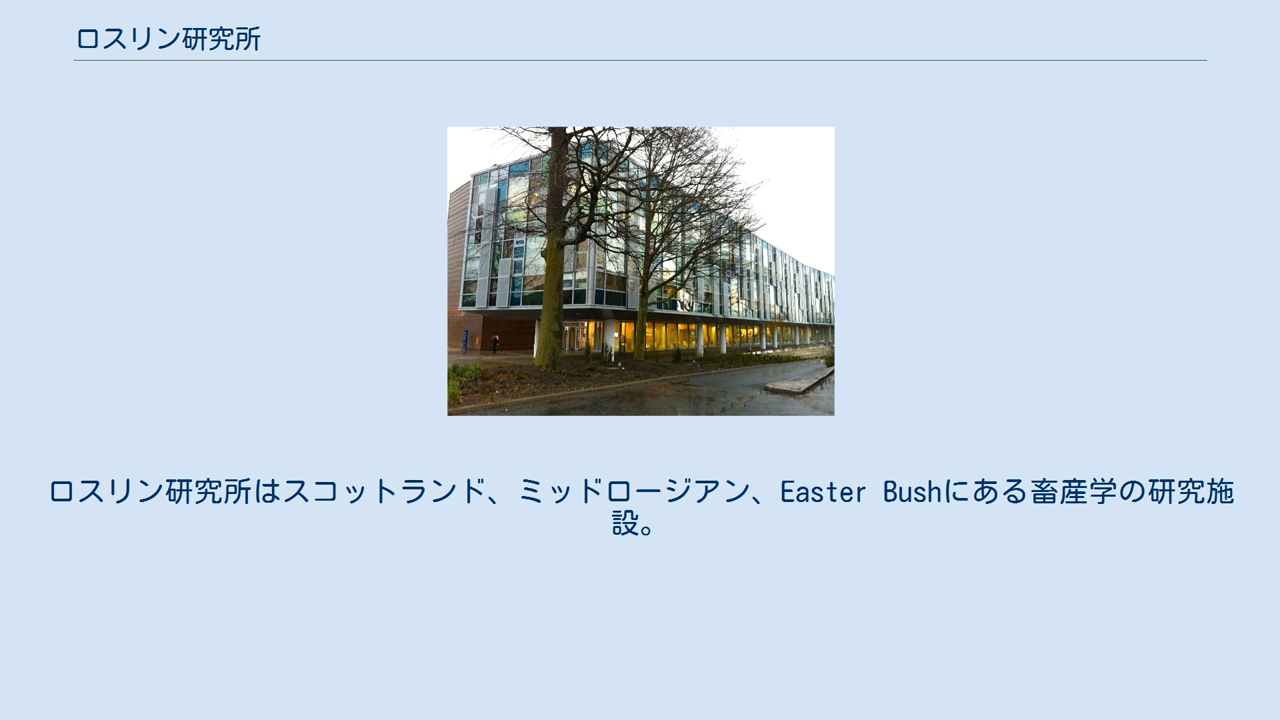 ロスリン研究所
ロスリン研究所はスコットランド、ミッドロージアン、Easter Bushにある畜産学の研究施
設。